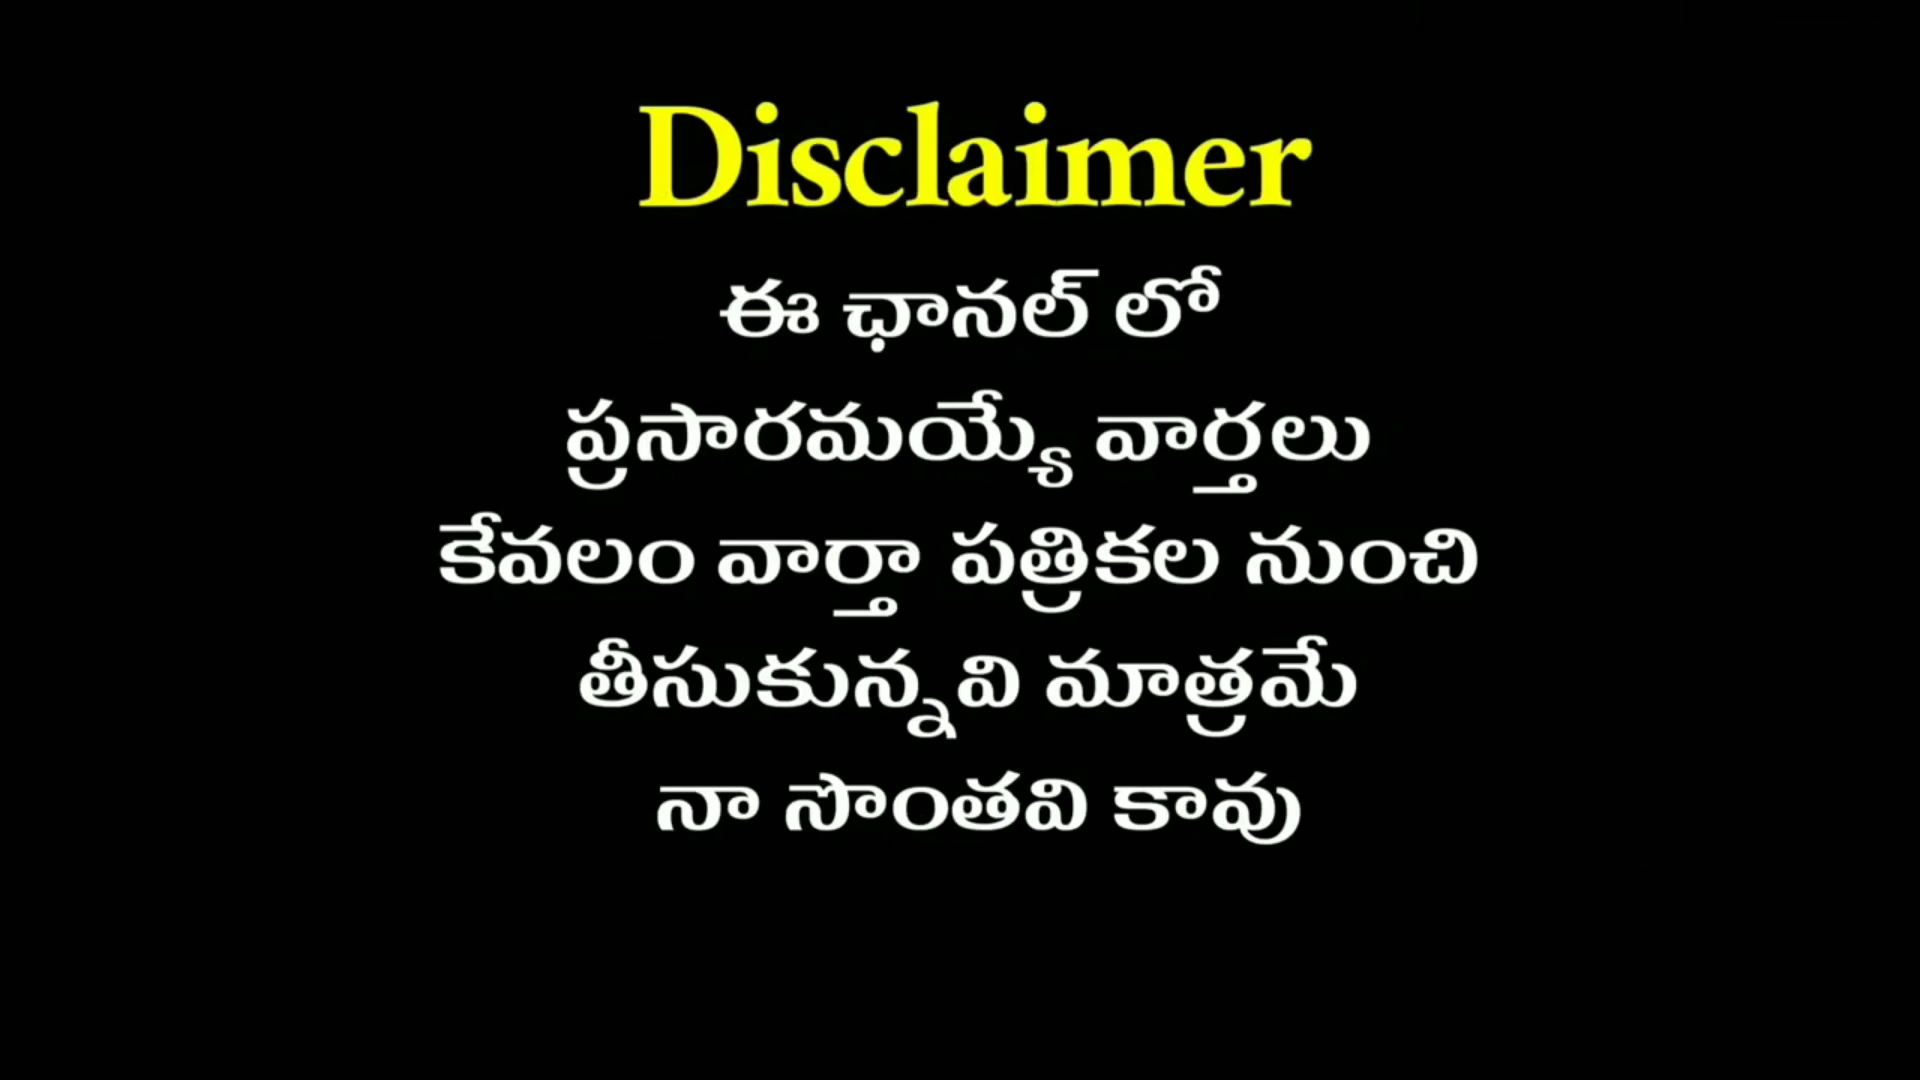 Disclaimer
ఈ ఛానల్ లో
ప్రసారమయ్యే వార్తలు
కేవలం వార్తా పత్రికల నుంచి
తీసుకున్నవి మాత్రమే
నా సొంతవి కావు